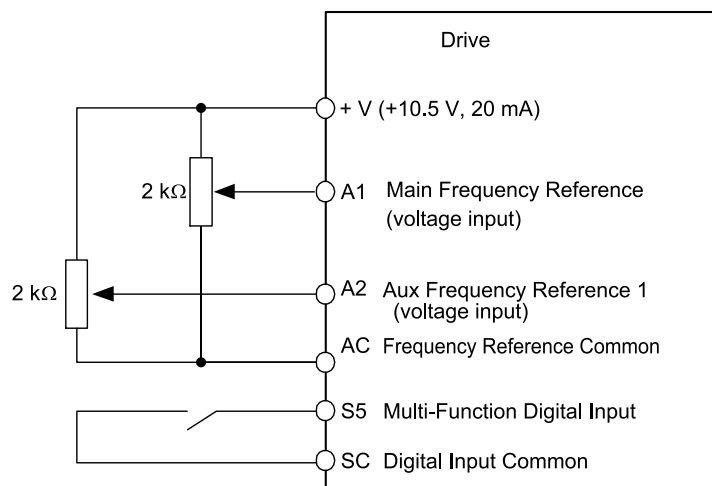 Drive
+ V (+10.5 V, 20 mA)
2 kΩ
A1 Main Frequency Reference
(voltage input)
2 kΩ
A2 Aux Frequency Reference 1
(voltage input)
AC Frequency Reference Common
S5 Multi-Function Digital Input
SC Digital Input Common